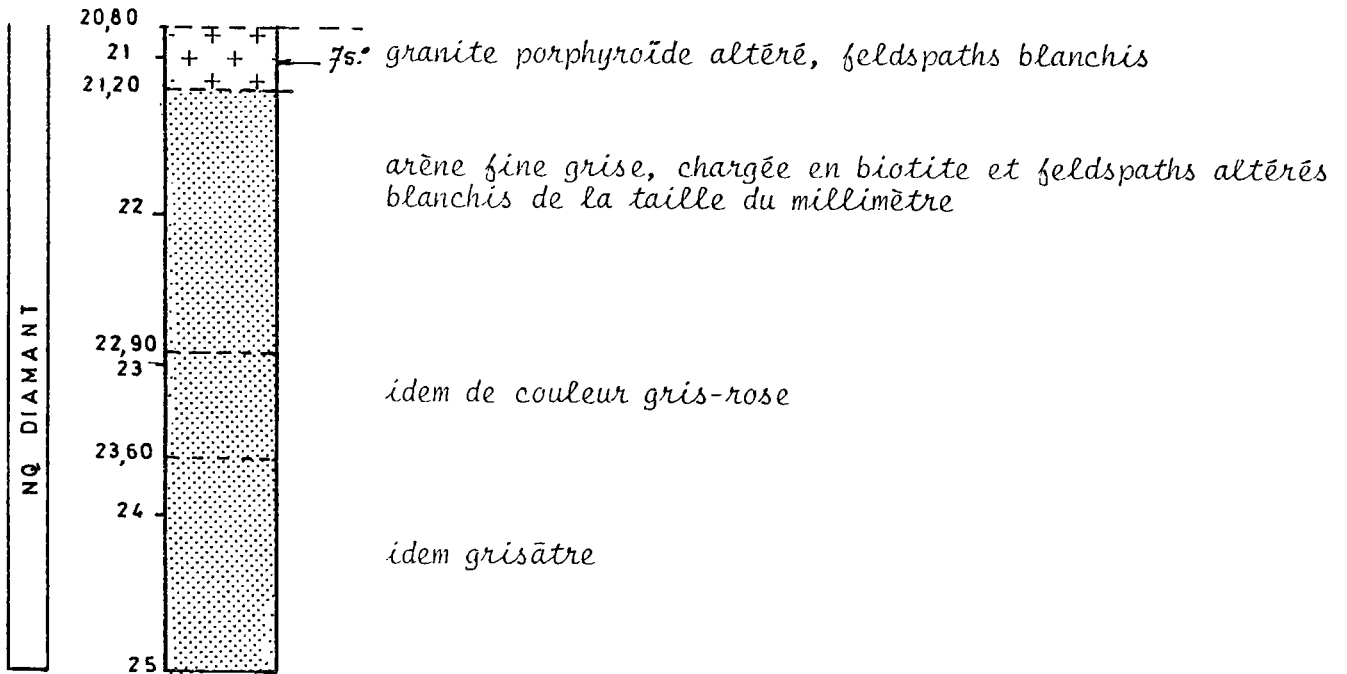 20,80
21
75° granite porphyroïde altéré, feldspaths blanchis
21,20
arène fine grise, chargée en biotite et feldspaths altérés
blanchis de la taille du millimètre
22
22,90
23
idem de couleur gris-rose
23,60
24
idem grisâtre
25
NQ DIAMANT